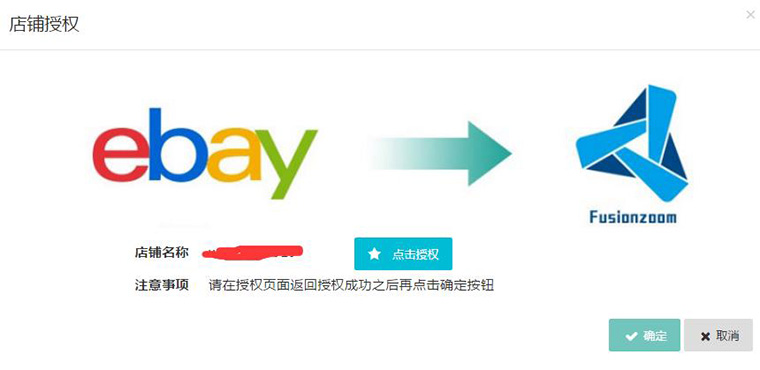 店铺授权
ebay
Fusionzoom
店铺名称
点击授权
注意事项 请在授权页面返回授权成功之后再点击确定按钮
确定 取消